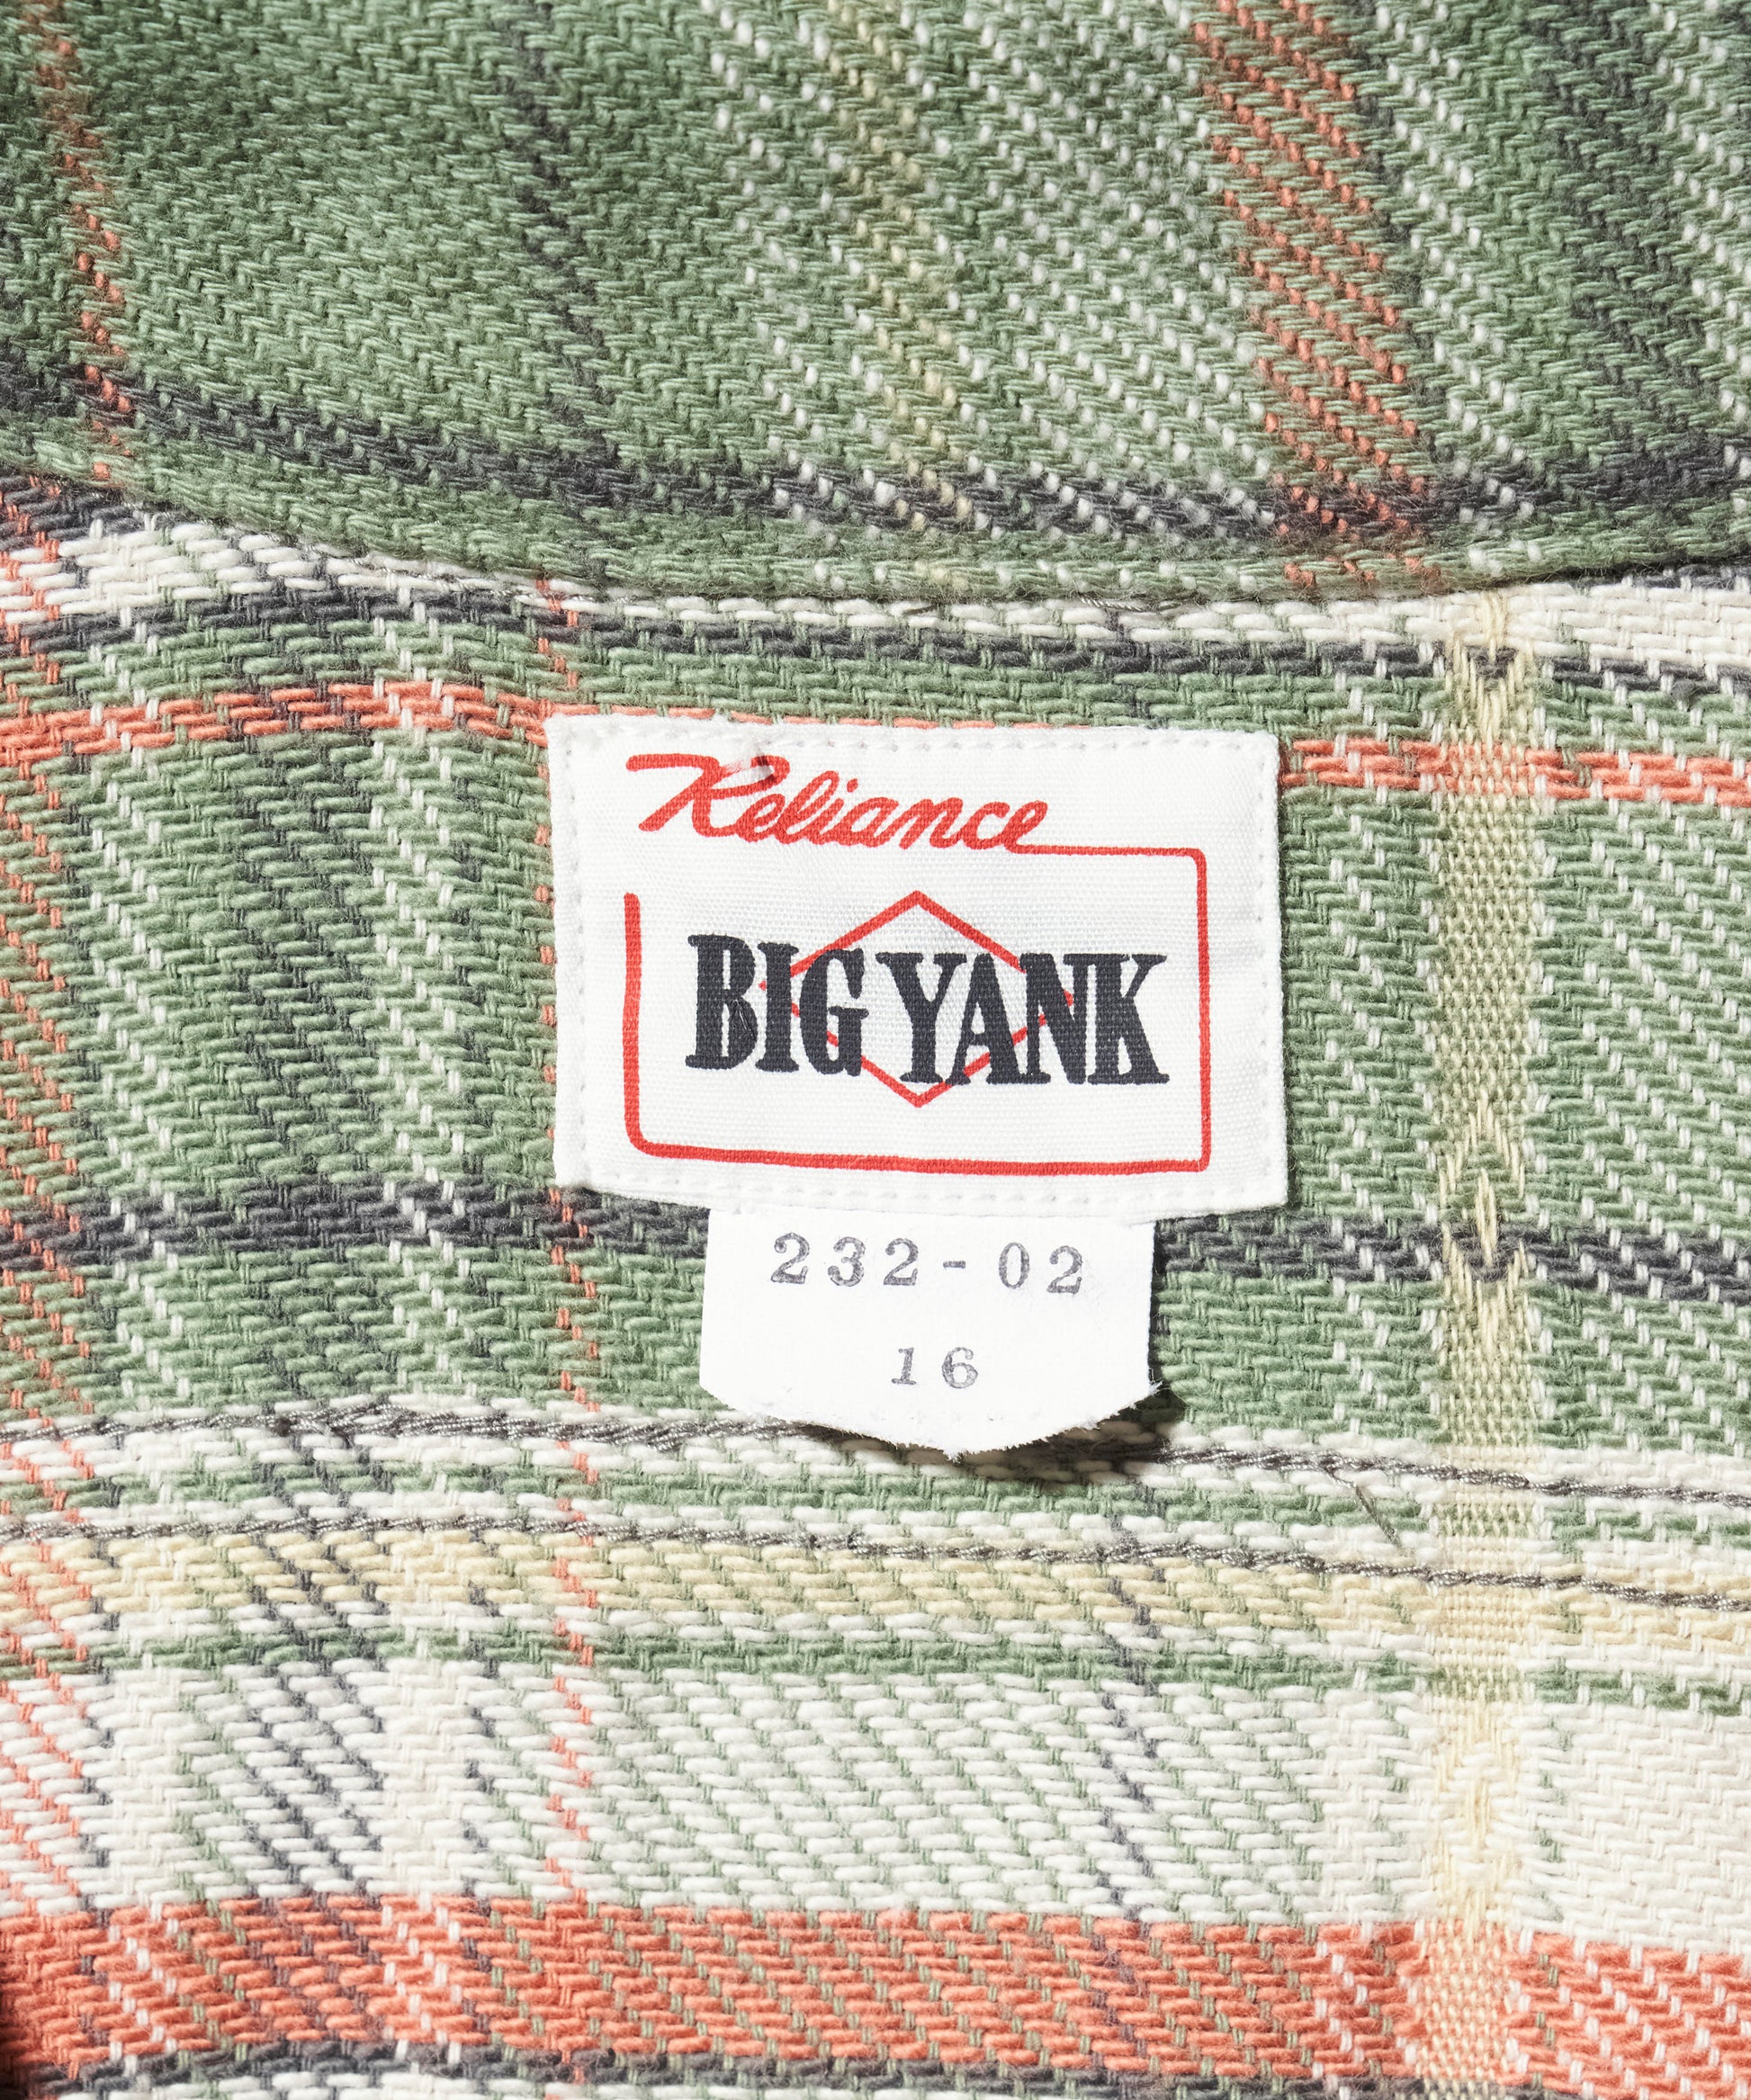 Reliance
BIG YANK
232-02
16